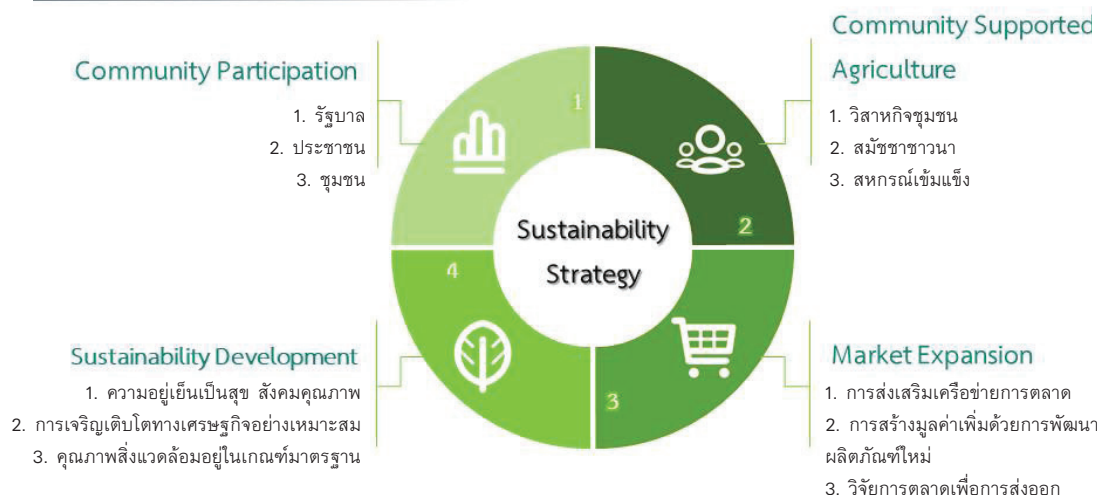 Community Participation
1. รัฐบาล
2. ประชาชน
3. ชุมชน
1
Community Supported
Agriculture
1. วิสาหกิจชุมชน
2. สมัชชาชาวนา
3. สหกรณ์เข้มแข็ง
2
Sustainability
Strategy
4
Sustainability Development
1. ความอยู่เย็นเป็นสุข สังคมคุณภาพ
2. การเจริญเติบโตทางเศรษฐกิจอย่างเหมาะสม
3. คุณภาพสิ่งแวดล้อมอยู่ในเกณฑ์มาตรฐาน
3
Market Expansion
1. การส่งเสริมเครือข่ายการตลาด
2. การสร้างมูลค่าเพิ่มด้วยการพัฒนา
ผลิตภัณฑ์ใหม่
3. วิจัยการตลาดเพื่อการส่งออก